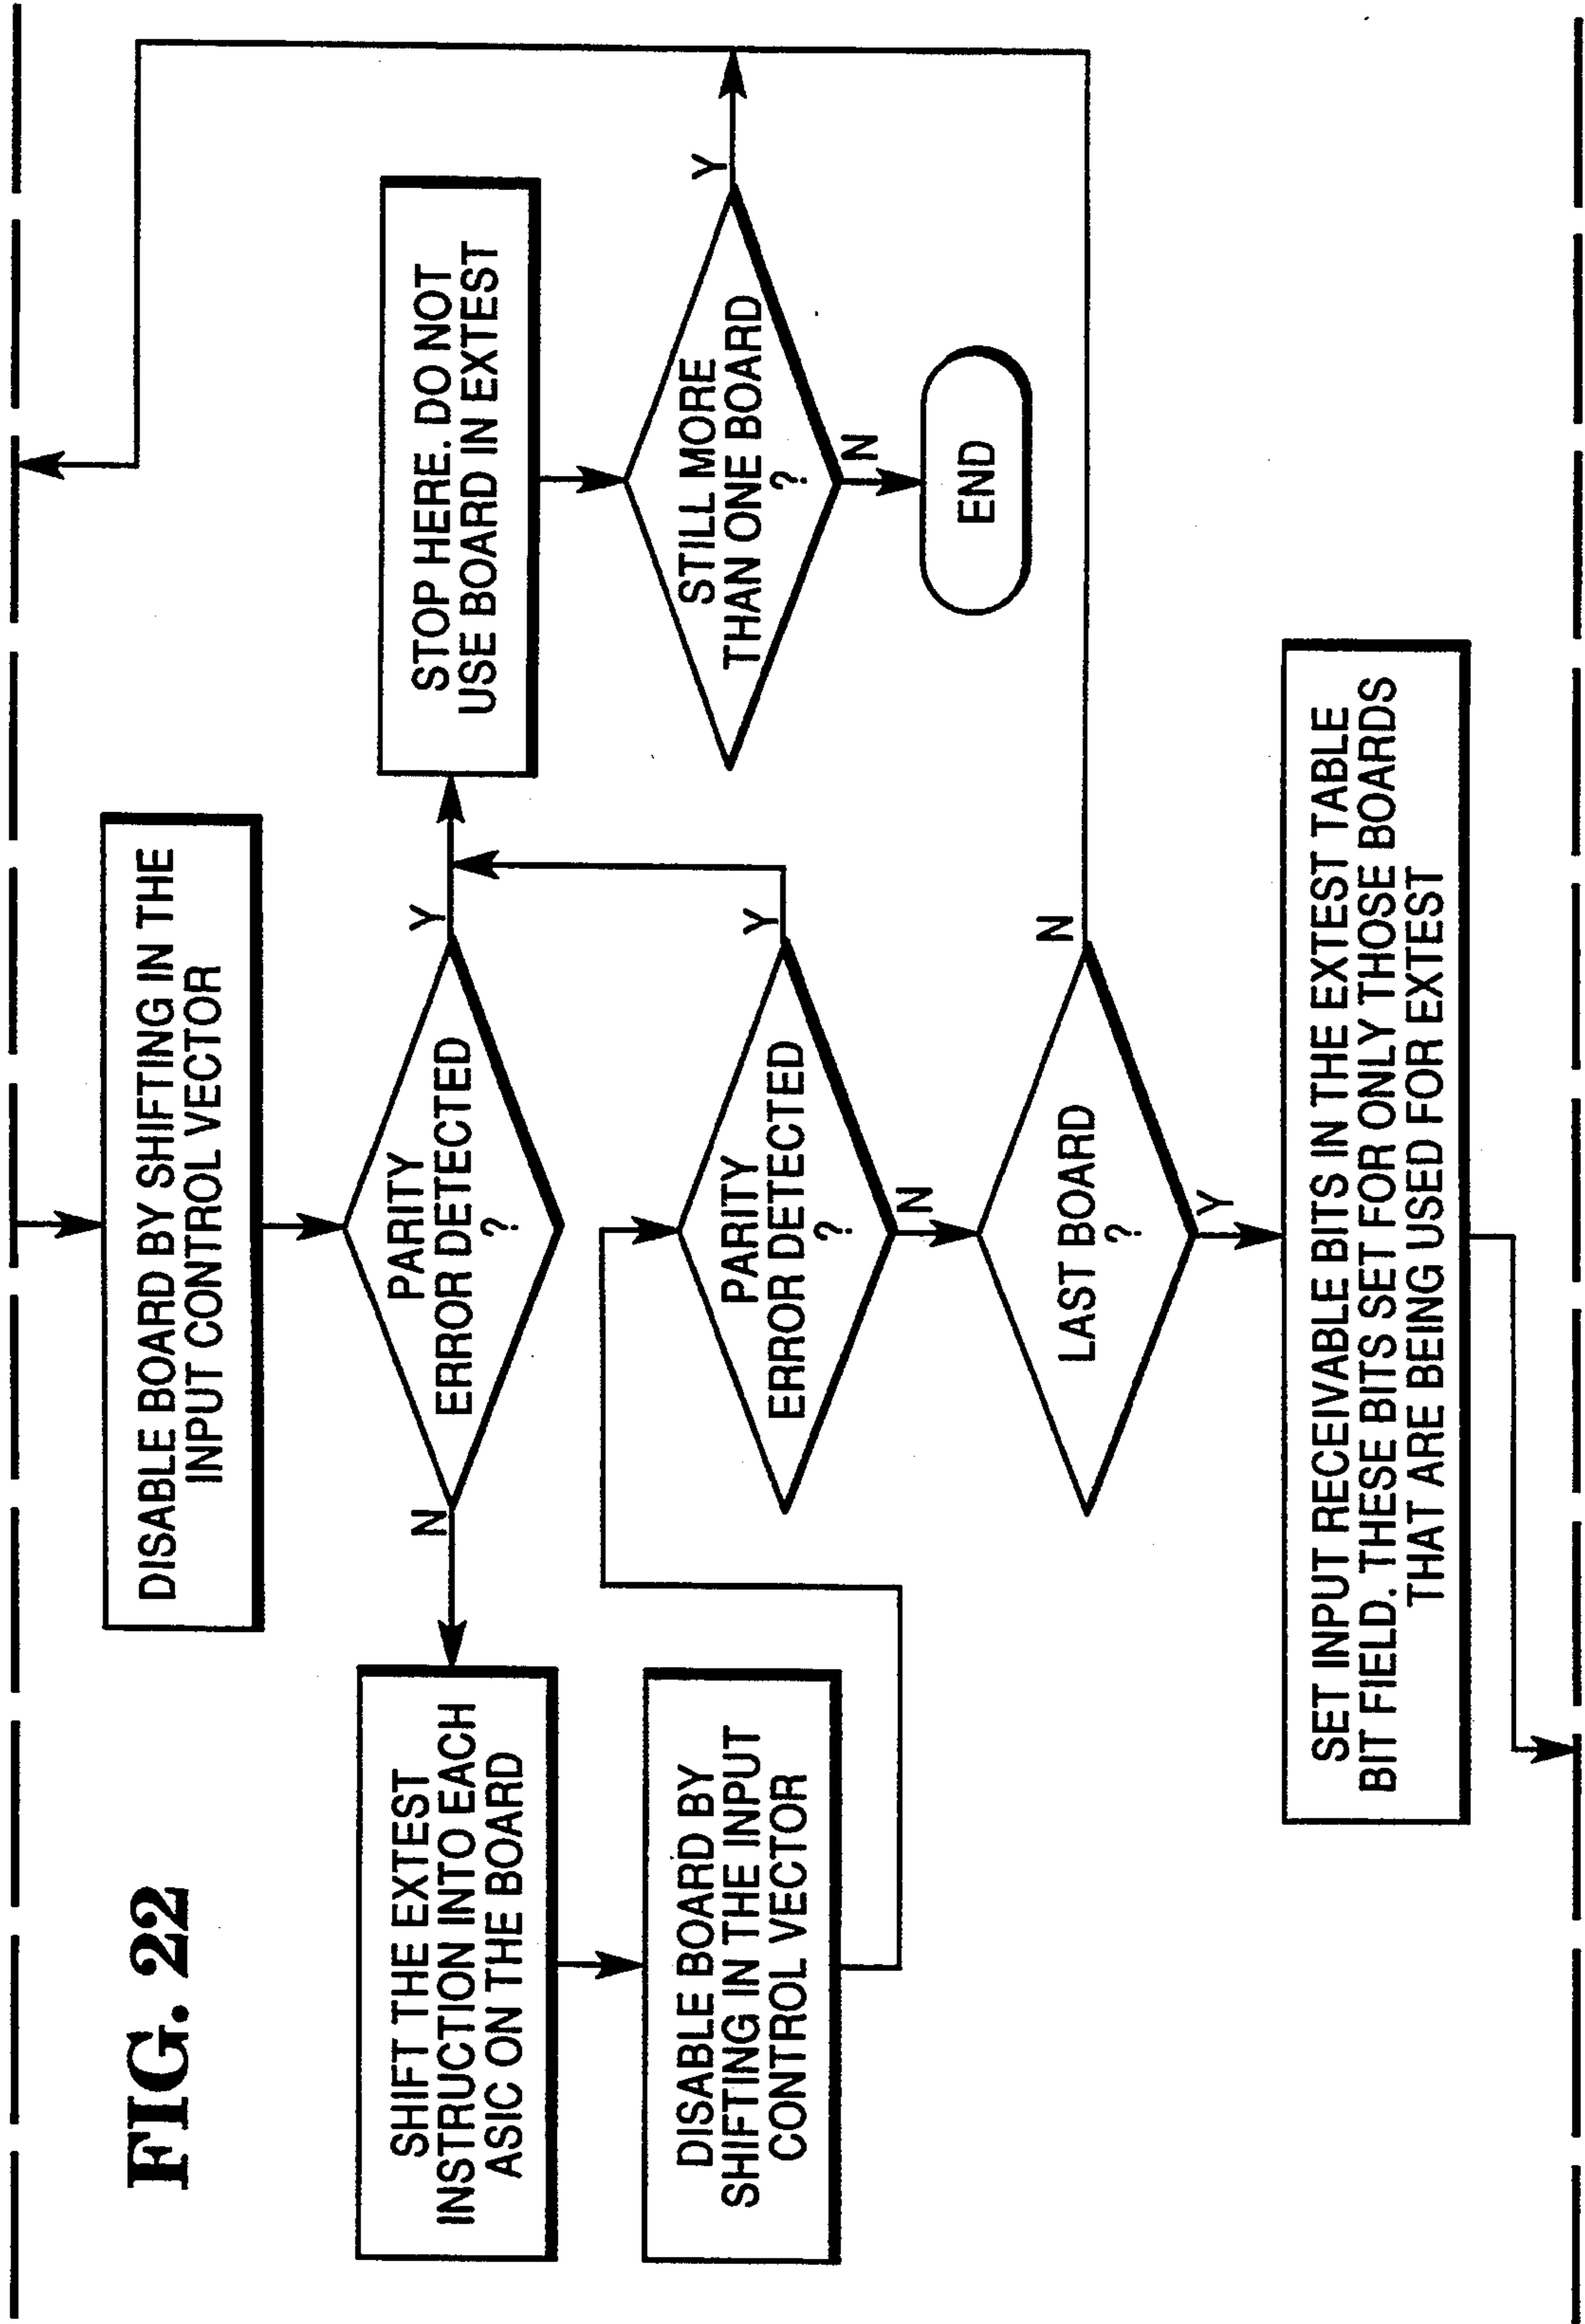 FIG. 22
DISABLE BOARD BY SHIFTING IN THE
INPUT CONTROL VECTOR
PARITY
ERROR DETECTED
?
N
Y
SHIFT THE EXTEST
INSTRUCTION INTO EACH
ASIC ON THE BOARD
STOP HERE. DO NOT
USE BOARD IN EXTEST
DISABLE BOARD BY
SHIFTING IN THE INPUT
CONTROL VECTOR
PARITY
ERROR DETECTED
?
Y
N
STILL MORE
THAN ONE BOARD
?
Y
N
END
LAST BOARD
?
N
Y
SET INPUT RECEIVABLE BITS IN THE EXTEST TABLE
BIT FIELD. THESE BITS SET FOR ONLY THOSE BOARDS
THAT ARE BEING USED FOR EXTEST